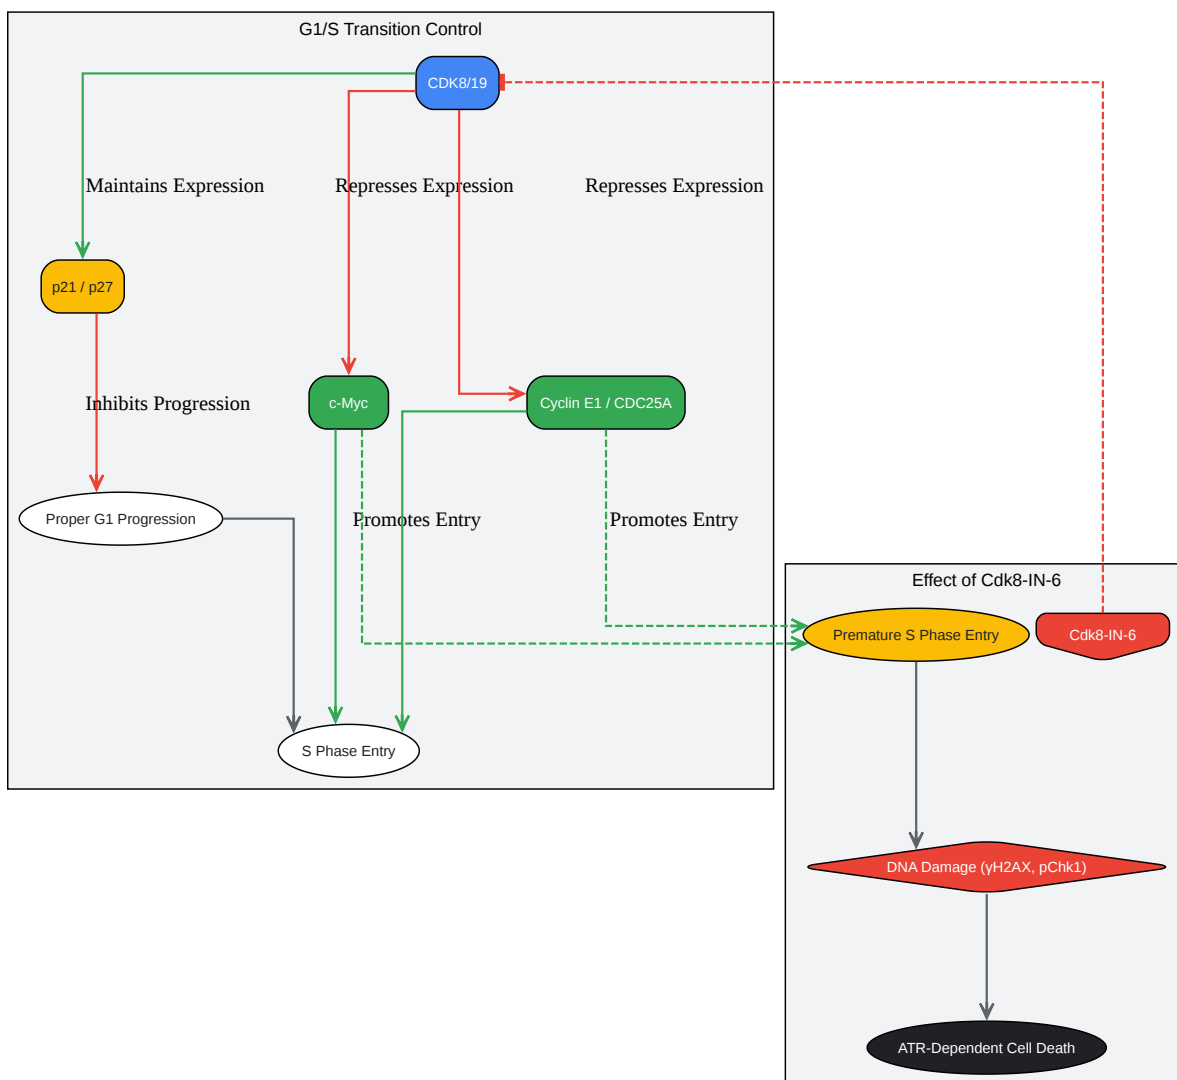 G1/S Transition Control
CDK8/19
Maintains Expression
Represses Expression
Represses Expression
p21 / p27
Inhibits Progression
c-Myc
Cyclin E1 / CDC25A
Proper G1 Progression
Promotes Entry
Promotes Entry
S Phase Entry
Effect of Cdk8-IN-6
Premature S Phase Entry
Cdk8-IN-6
DNA Damage (γH2AX, pChk1)
ATR-Dependent Cell Death